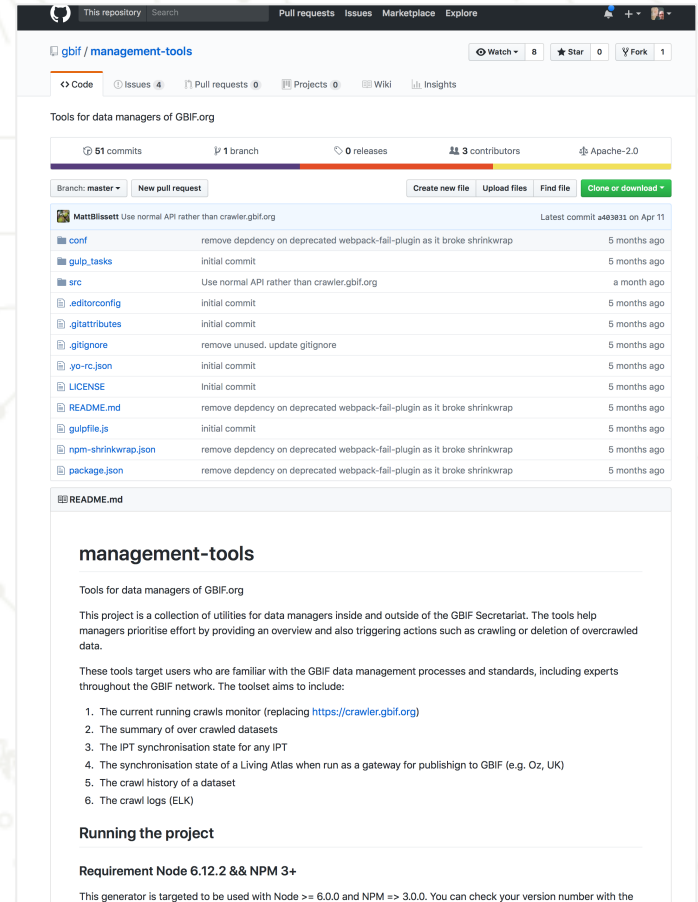 This repository Search Pull requests Issues Marketplace Explore
gbif / management-tools Watch 8 Star 0 Fork 1
Code Issues 4 Pull requests 0 Projects 0 Wiki Insights
Tools for data managers of GBIF.org
51 commits 1 branch 0 releases 3 contributors Apache-2.0
Branch: master New pull request Create new file Upload files Find file Clone or download
MattBlissett Use normal API rather than crawler.gbif.org Latest commit a403031 on Apr 11
conf remove depdency on deprecated webpack-fail-plugin as it broke shrinkwrap 5 months ago
gulp_tasks initial commit 5 months ago
src Use normal API rather than crawler.gbif.org a month ago
.editorconfig initial commit 5 months ago
.gitattributes initial commit 5 months ago
.gitignore remove unused. update gitignore 5 months ago
.yo-rc.json initial commit 5 months ago
LICENSE Initial commit 5 months ago
README.md remove depdency on deprecated webpack-fail-plugin as it broke shrinkwrap 5 months ago
gulpfile.js initial commit 5 months ago
npm-shrinkwrap.json remove depdency on deprecated webpack-fail-plugin as it broke shrinkwrap 5 months ago
package.json remove depdency on deprecated webpack-fail-plugin as it broke shrinkwrap 5 months ago
README.md
management-tools
Tools for data managers of GBIF.org
This project is a collection of utilities for data managers inside and outside of the GBIF Secretariat. The tools help
managers prioritise effort by providing an overview and also triggering actions such as crawling or deletion of overcrawled
data.
These tools target users who are familiar with the GBIF data management processes and standards, including experts
throughout the GBIF network. The toolset aims to include:
1. The current running crawls monitor (replacing https://crawler.gbif.org)
2. The summary of over crawled datasets
3. The IPT synchronisation state for any IPT
4. The synchronisation state of a Living Atlas when run as a gateway for publishign to GBIF (e.g. Oz, UK)
5. The crawl history of a dataset
6. The crawl logs (ELK)
Running the project
Requirement Node 6.12.2 && NPM 3+
This generator is targeted to be used with Node >= 6.0.0 and NPM => 3.0.0. You can check your version number with the